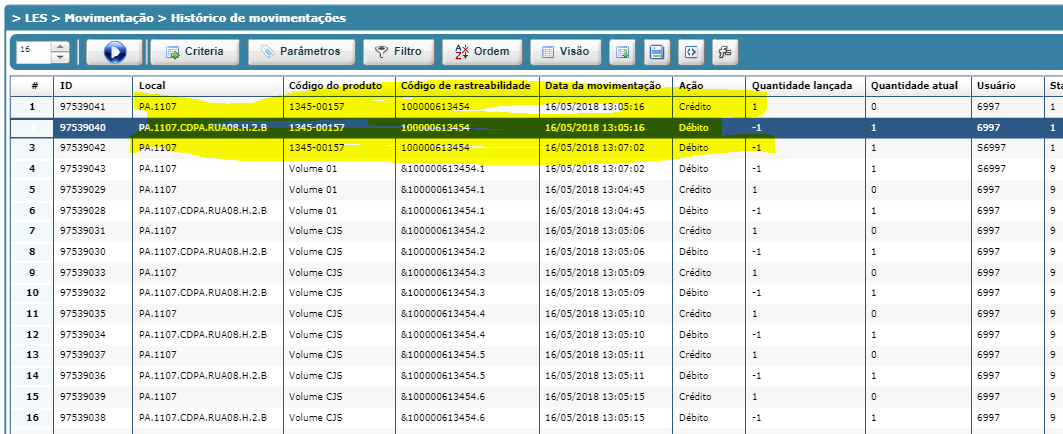 > LES > Movimentação > Histórico de movimentações
16 Criteria Parâmetros Filtro Ordem Visão
# ID Local Código do produto Código de rastreabilidade Data da movimentação Ação Quantidade lançada Quantidade atual Usuário Sta
1 97539041 PA.1107 1345-00157 100000613454 16/05/2018 13:05:16 Crédito 1 0 6997 1
97539040 PA.1107.CDPA.RUA08.H.2.B 1345-00157 100000613454 16/05/2018 13:05:16 Débito -1 1 6997 1
3 97539042 PA.1107 1345-00157 100000613454 16/05/2018 13:07:02 Débito -1 1 S6997 1
4 97539043 PA.1107 Volume 01 &100000613454.1 16/05/2018 13:07:02 Débito -1 1 S6997 9
5 97539029 PA.1107 Volume 01 &100000613454.1 16/05/2018 13:04:45 Crédito 1 0 6997 9
6 97539028 PA.1107.CDPA.RUA08.H.2.B Volume 01 &100000613454.1 16/05/2018 13:04:45 Débito -1 1 6997 9
7 97539031 PA.1107 Volume CJS &100000613454.2 16/05/2018 13:05:06 Crédito 1 0 6997 9
8 97539030 PA.1107.CDPA.RUA08.H.2.B Volume CJS &100000613454.2 16/05/2018 13:05:06 Débito -1 1 6997 9
9 97539033 PA.1107 Volume CJS &100000613454.3 16/05/2018 13:05:09 Crédito 1 0 6997 9
10 97539032 PA.1107.CDPA.RUA08.H.2.B Volume CJS &100000613454.3 16/05/2018 13:05:09 Débito -1 1 6997 9
11 97539035 PA.1107 Volume CJS &100000613454.4 16/05/2018 13:05:10 Crédito 1 0 6997 9
12 97539034 PA.1107.CDPA.RUA08.H.2.B Volume CJS &100000613454.4 16/05/2018 13:05:10 Débito -1 1 6997 9
13 97539037 PA.1107 Volume CJS &100000613454.5 16/05/2018 13:05:11 Crédito 1 0 6997 9
14 97539036 PA.1107.CDPA.RUA08.H.2.B Volume CJS &100000613454.5 16/05/2018 13:05:11 Débito -1 1 6997 9
15 97539039 PA.1107 Volume CJS &100000613454.6 16/05/2018 13:05:15 Crédito 1 0 6997 9
16 97539038 PA.1107.CDPA.RUA08.H.2.B Volume CJS &100000613454.6 16/05/2018 13:05:15 Débito -1 1 6997 9